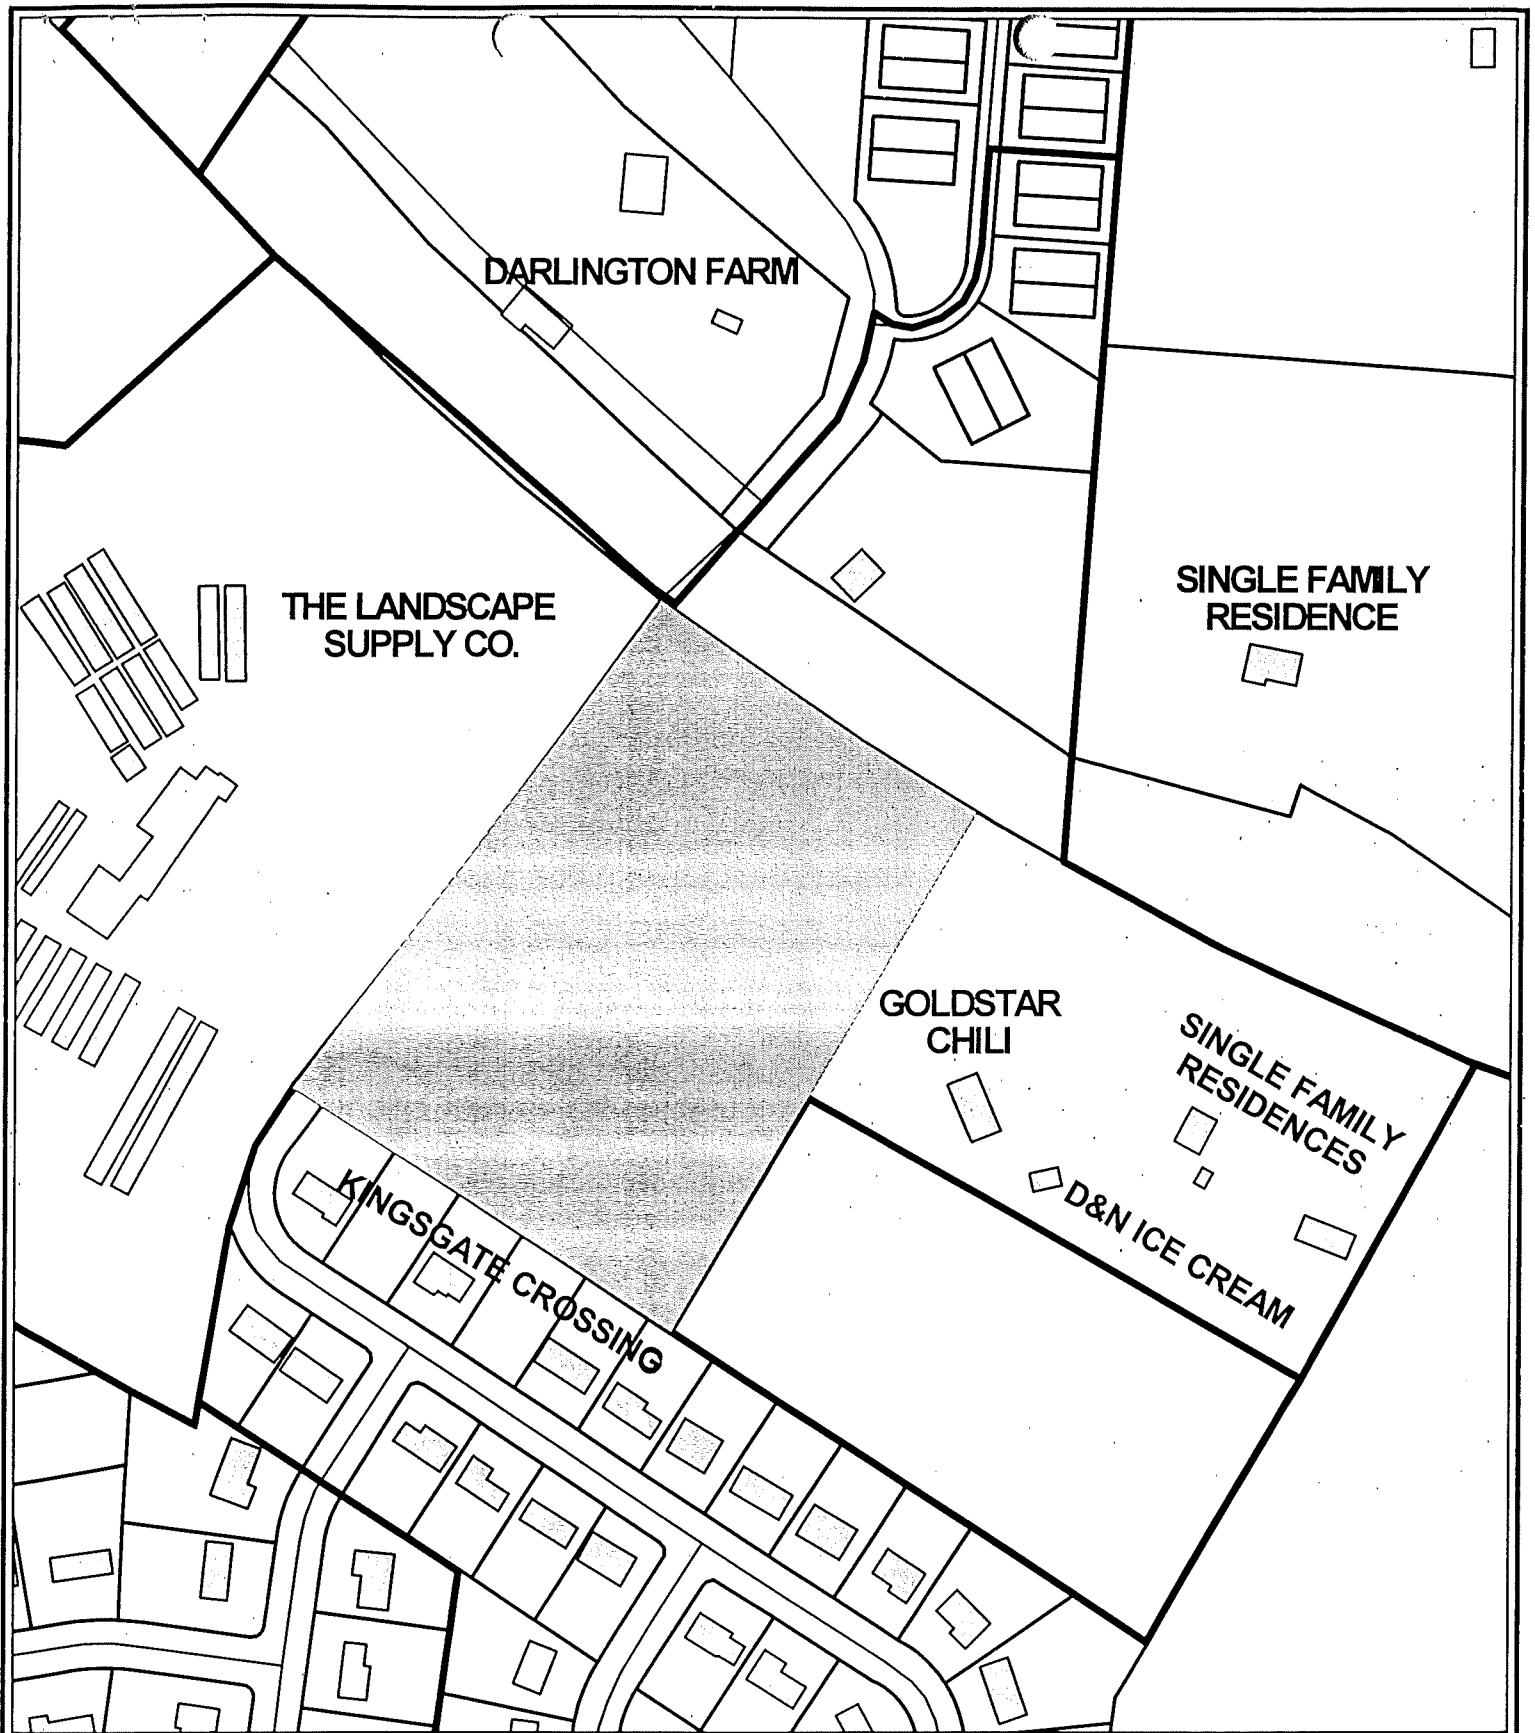 DARLINGTON FARM
THE LANDSCAPE
SUPPLY CO.
SINGLE FAMILY
RESIDENCE
GOLDSTAR
CHILI
SINGLE FAMILY
RESIDENCES
D&N ICE CREAM
KINGSGATE CROSSING